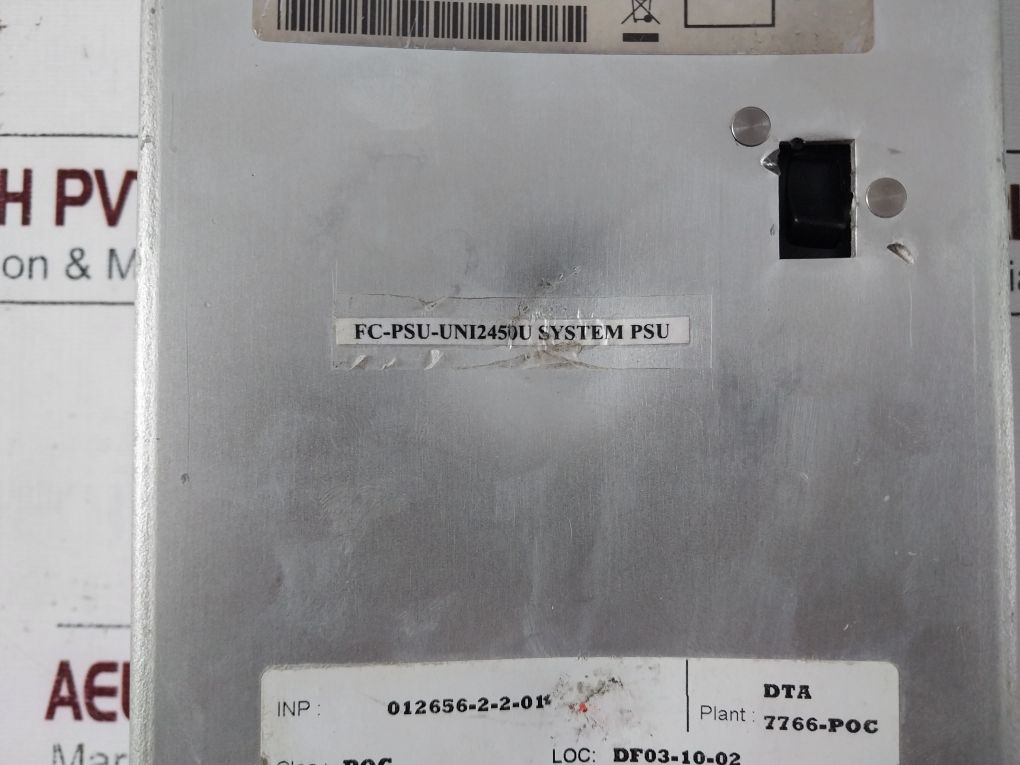 H PV
on & M
FC-PSU-UNI2450U SYSTEM PSU
INP : 012656-2-2-01
DTA
Plant : 7766-POC
LOC: DF03-10-02
POC
Mar